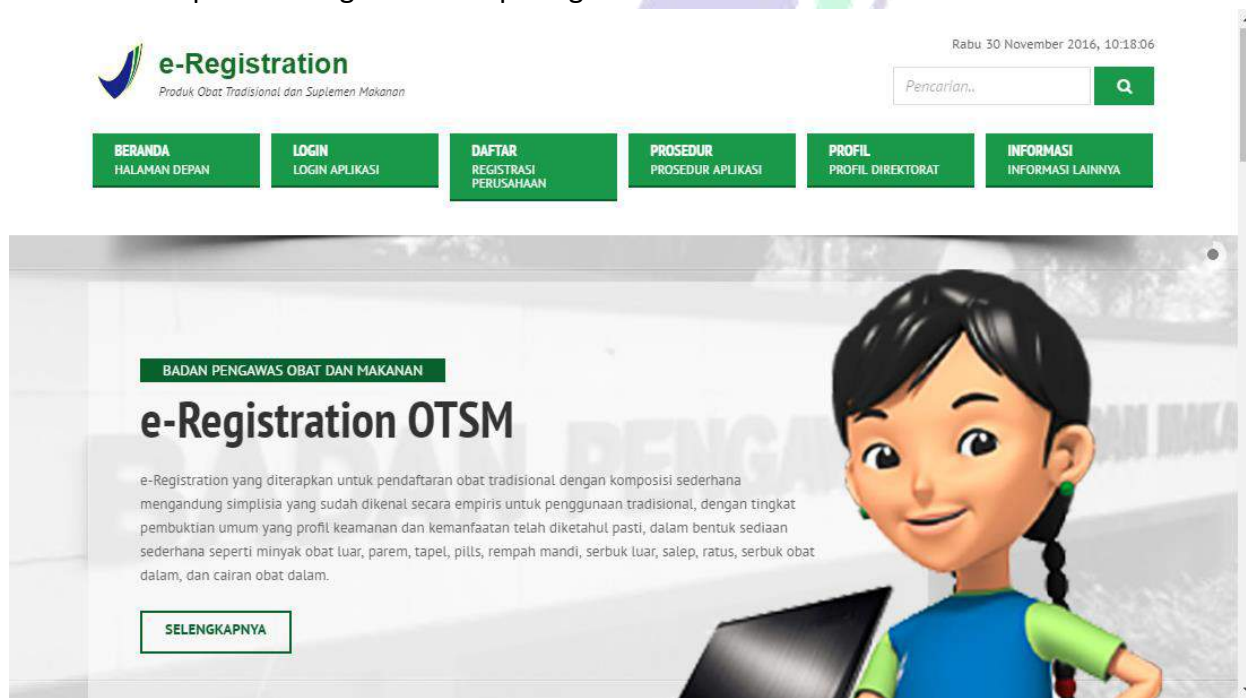 Rabu 30 November 2016, 10:18:06
e-Registration
Produk Obat Tradisional dan Suplemen Makanan
Pencarian..
BERANDA
HALAMAN DEPAN
LOGIN
LOGIN APLIKASI
DAFTAR
REGISTRASI
PERUSAHAAN
PROSEDUR
PROSEDUR APLIKASI
PROFIL
PROFIL DIREKTORAT
INFORMASI
INFORMASI LAINNYA
BADAN PENGAWAS OBAT DAN MAKANAN
e-Registration OTSM
e-Registration yang diterapkan untuk pendaftaran obat tradisional dengan komposisi sederhana
mengandung simplisia yang sudah dikenal secara empiris untuk penggunaan tradisional, dengan tingkat
pembuktian umum yang profil keamanan dan kemanfaatan telah diketahul pasti, dalam bentuk sediaan
sederhana seperti minyak obat luar, parem, tapel, pills, rempah mandi, serbuk luar, salep, ratus, serbuk obat
dalam, dan cairan obat dalam.
SELENGKAPNYA
BADAN PENGA